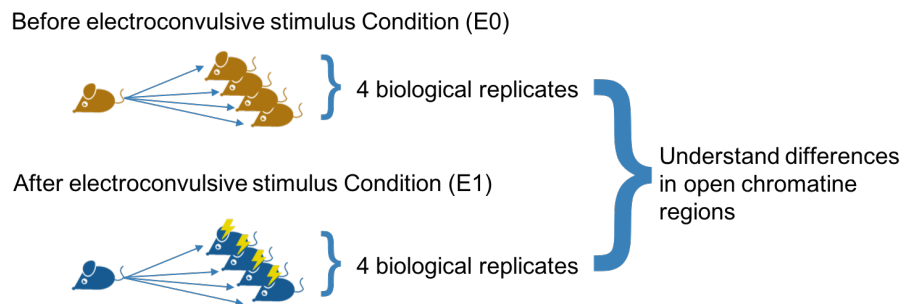 Before electroconvulsive stimulus Condition (E0)
4 biological replicates
After electroconvulsive stimulus Condition (E1)
4 biological replicates
Understand differences
in open chromatine
regions